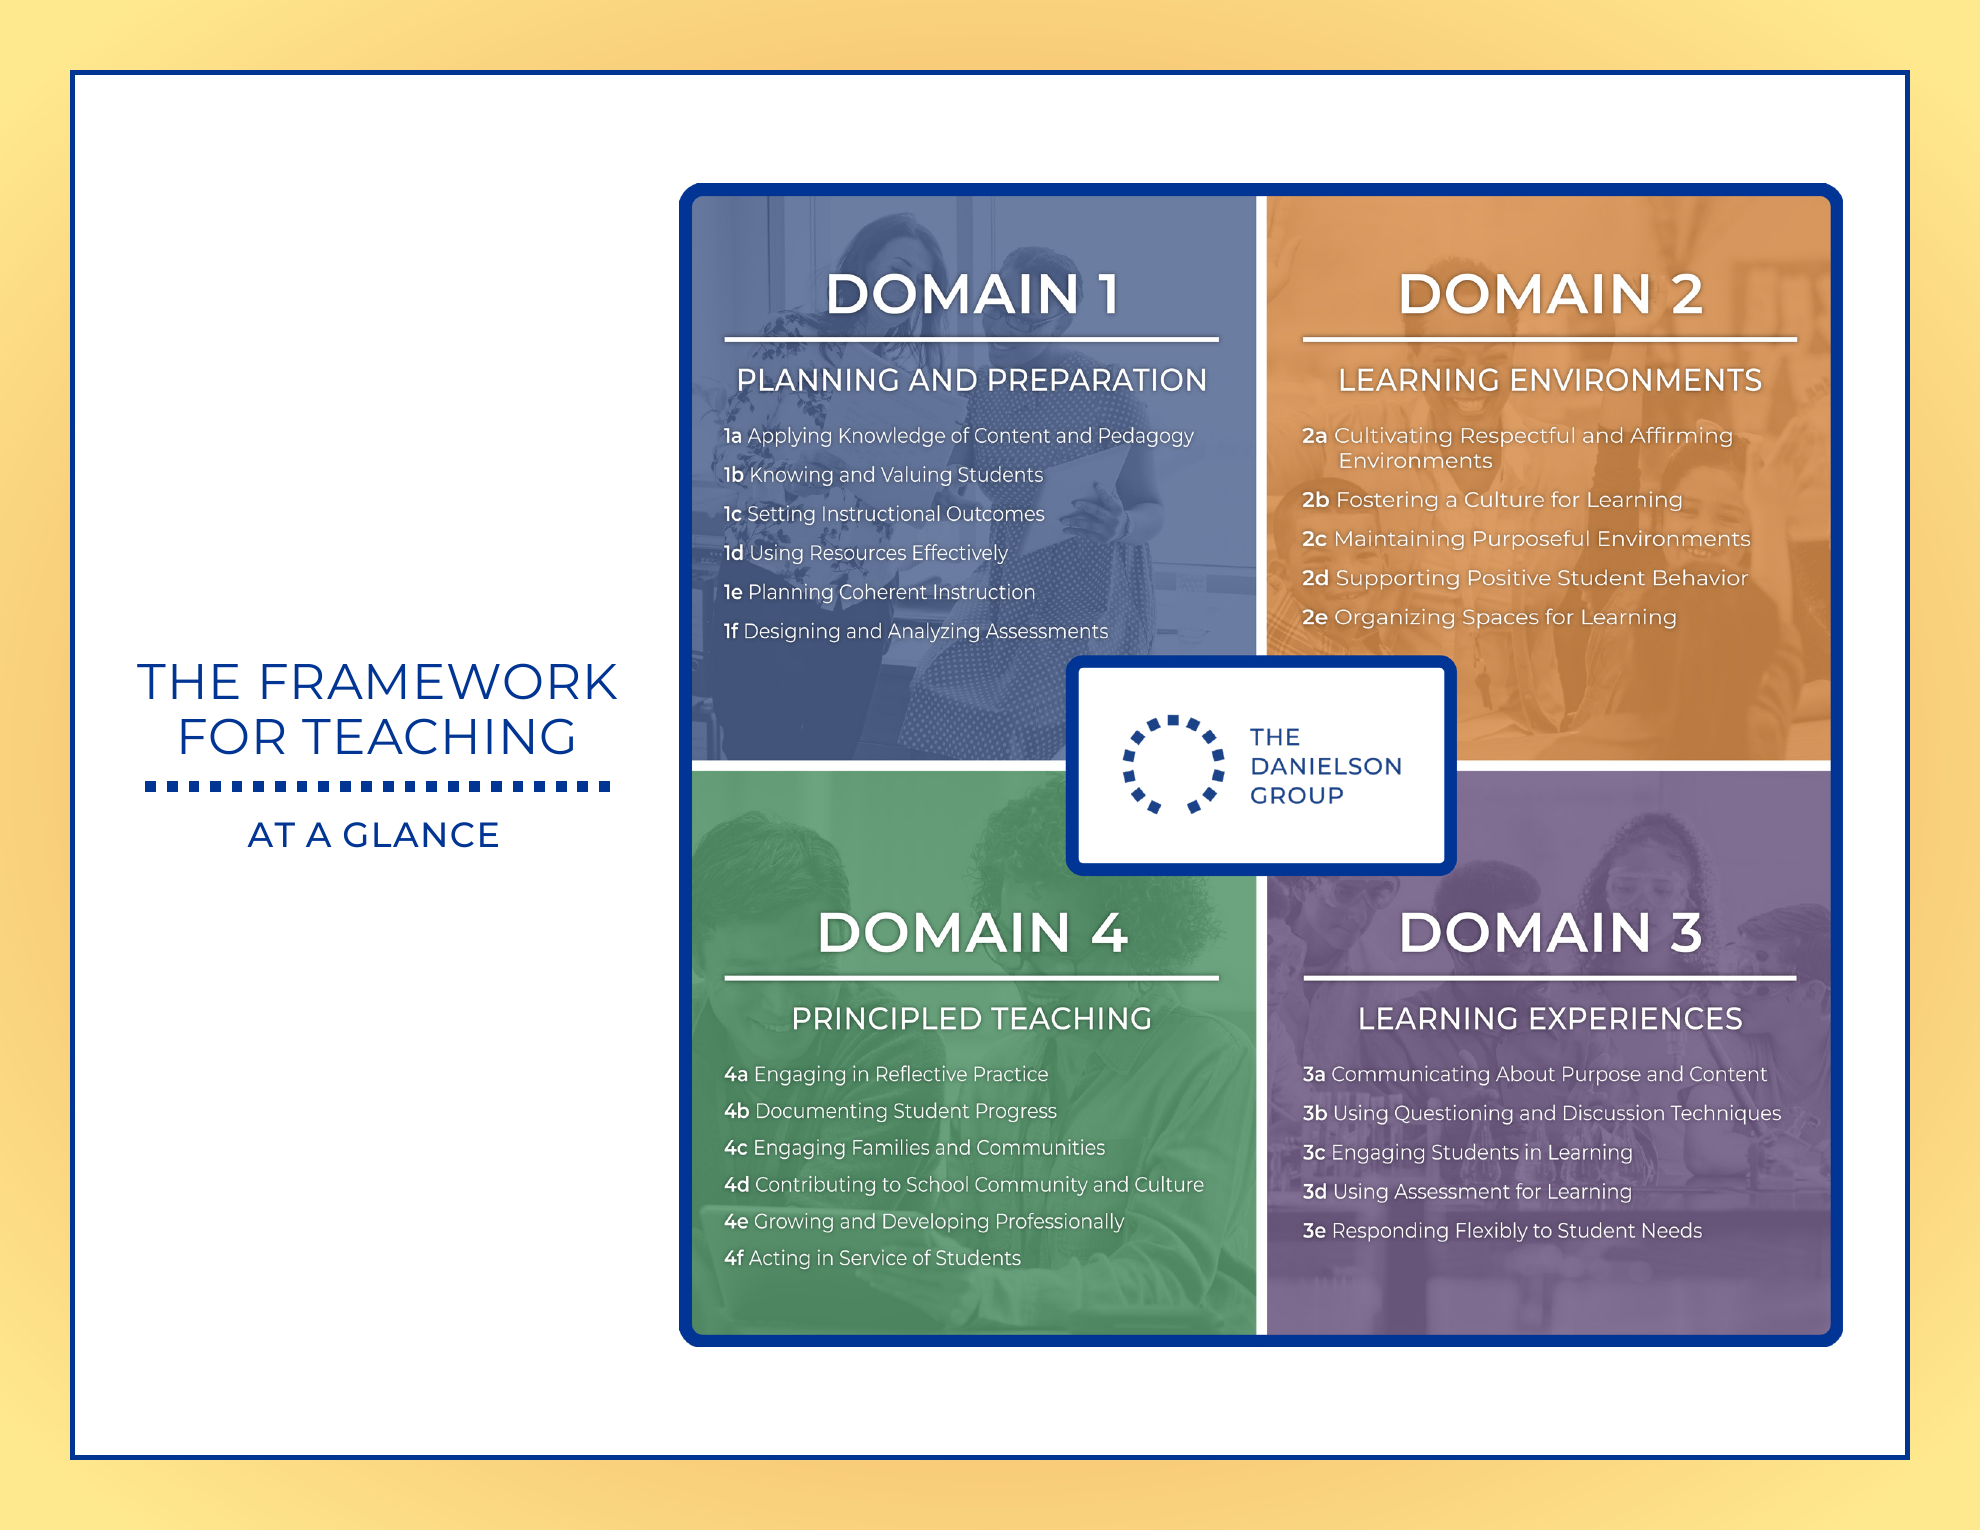 THE FRAMEWORK
FOR TEACHING
AT A GLANCE
DOMAIN 1
PLANNING AND PREPARATION
1a Applying Knowledge of Content and Pedagogy
1b Knowing and Valuing Students
1c Setting Instructional Outcomes
1d Using Resources Effectively
1e Planning Coherent Instruction
1f Designing and Analyzing Assessments
DOMAIN 2
LEARNING ENVIRONMENTS
2a Cultivating Respectful and Affirming
Environments
2b Fostering a Culture for Learning
2c Maintaining Purposeful Environments
2d Supporting Positive Student Behavior
2e Organizing Spaces for Learning
THE
DANIELSON
GROUP
DOMAIN 4
PRINCIPLED TEACHING
4a Engaging in Reflective Practice
4b Documenting Student Progress
4c Engaging Families and Communities
4d Contributing to School Community and Culture
4e Growing and Developing Professionally
4f Acting in Service of Students
DOMAIN 3
LEARNING EXPERIENCES
3a Communicating About Purpose and Content
3b Using Questioning and Discussion Techniques
3c Engaging Students in Learning
3d Using Assessment for Learning
3e Responding Flexibly to Student Needs